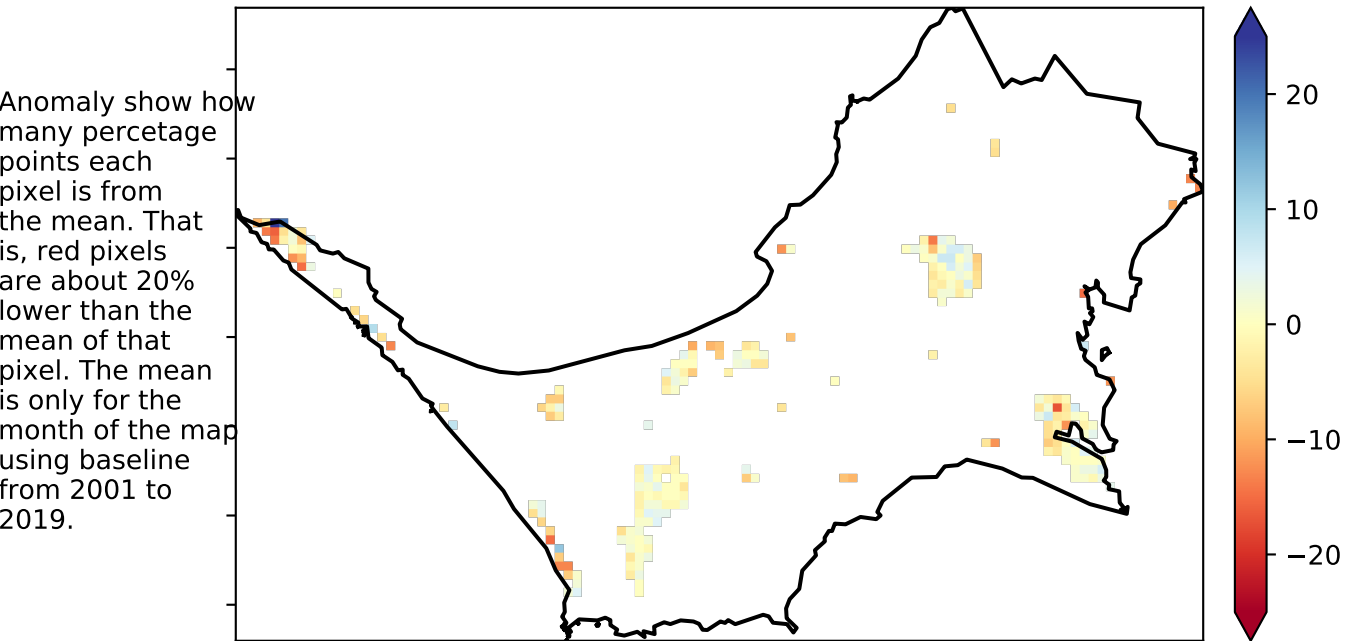 Anomaly show how
many percetage
points each
pixel is from
the mean. That
is, red pixels
are about 20%
lower than the
mean of that
pixel. The mean
is only for the
month of the map
using baseline
from 2001 to
2019.
20
10
0
−10
−20